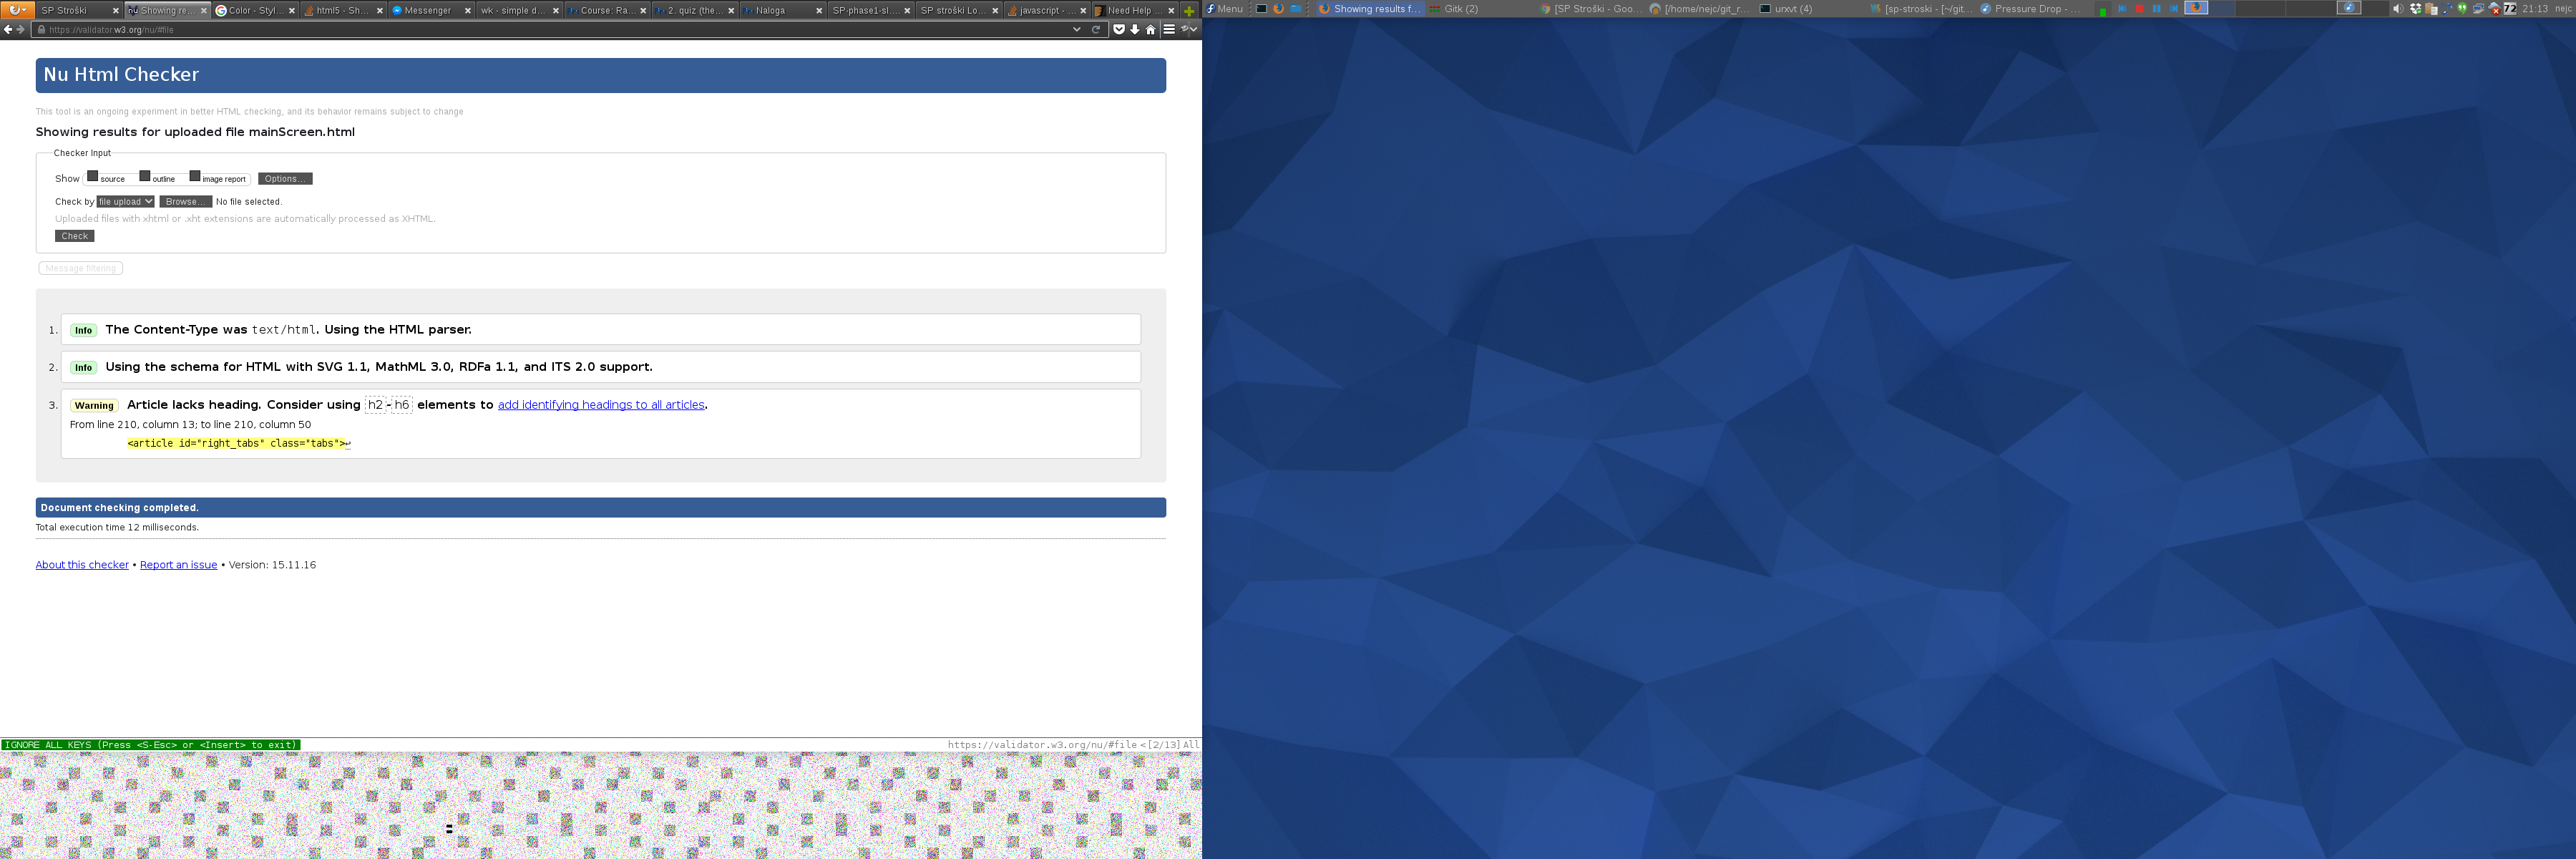 SP Stroški
Showing re...
Color - Styl...
html5 - Sh...
Messenger
wk - simple d...
Course: Ra...
2. quiz (the...
Naloga
SP-phase1-sl...
SP stroški Lo...
javascript - ...
Need Help ...
Menu
Showing results f...
Gitk (2)
[SP Stroški - Goo...
[/home/nejc/git_r...
urxvt (4)
[sp-stroski - [~/git...
Pressure Drop - ...
72
21:13
nejc
https://validator.w3.org/nu/#file
Nu Html Checker
This tool is an ongoing experiment in better HTML checking, and its behavior remains subject to change
Showing results for uploaded file mainScreen.html
Checker Input
Show source outline image report Options...
Check by file upload Browse... No file selected.
Uploaded files with .xhtml or .xht extensions are automatically processed as XHTML.
Check
Message filtering
1. Info The Content-Type was text/html. Using the HTML parser.
2. Info Using the schema for HTML with SVG 1.1, MathML 3.0, RDFa 1.1, and ITS 2.0 support.
3. Warning Article lacks heading. Consider using h2-h6 elements to add identifying headings to all articles.
From line 210, column 13; to line 210, column 50
<article id="right_tabs" class="tabs">↩
Document checking completed.
Total execution time 12 milliseconds.
About this checker • Report an issue • Version: 15.11.16
IGNORE ALL KEYS (Press <S-Esc> or <Insert> to exit)
https://validator.w3.org/nu/#file <[2/13] All